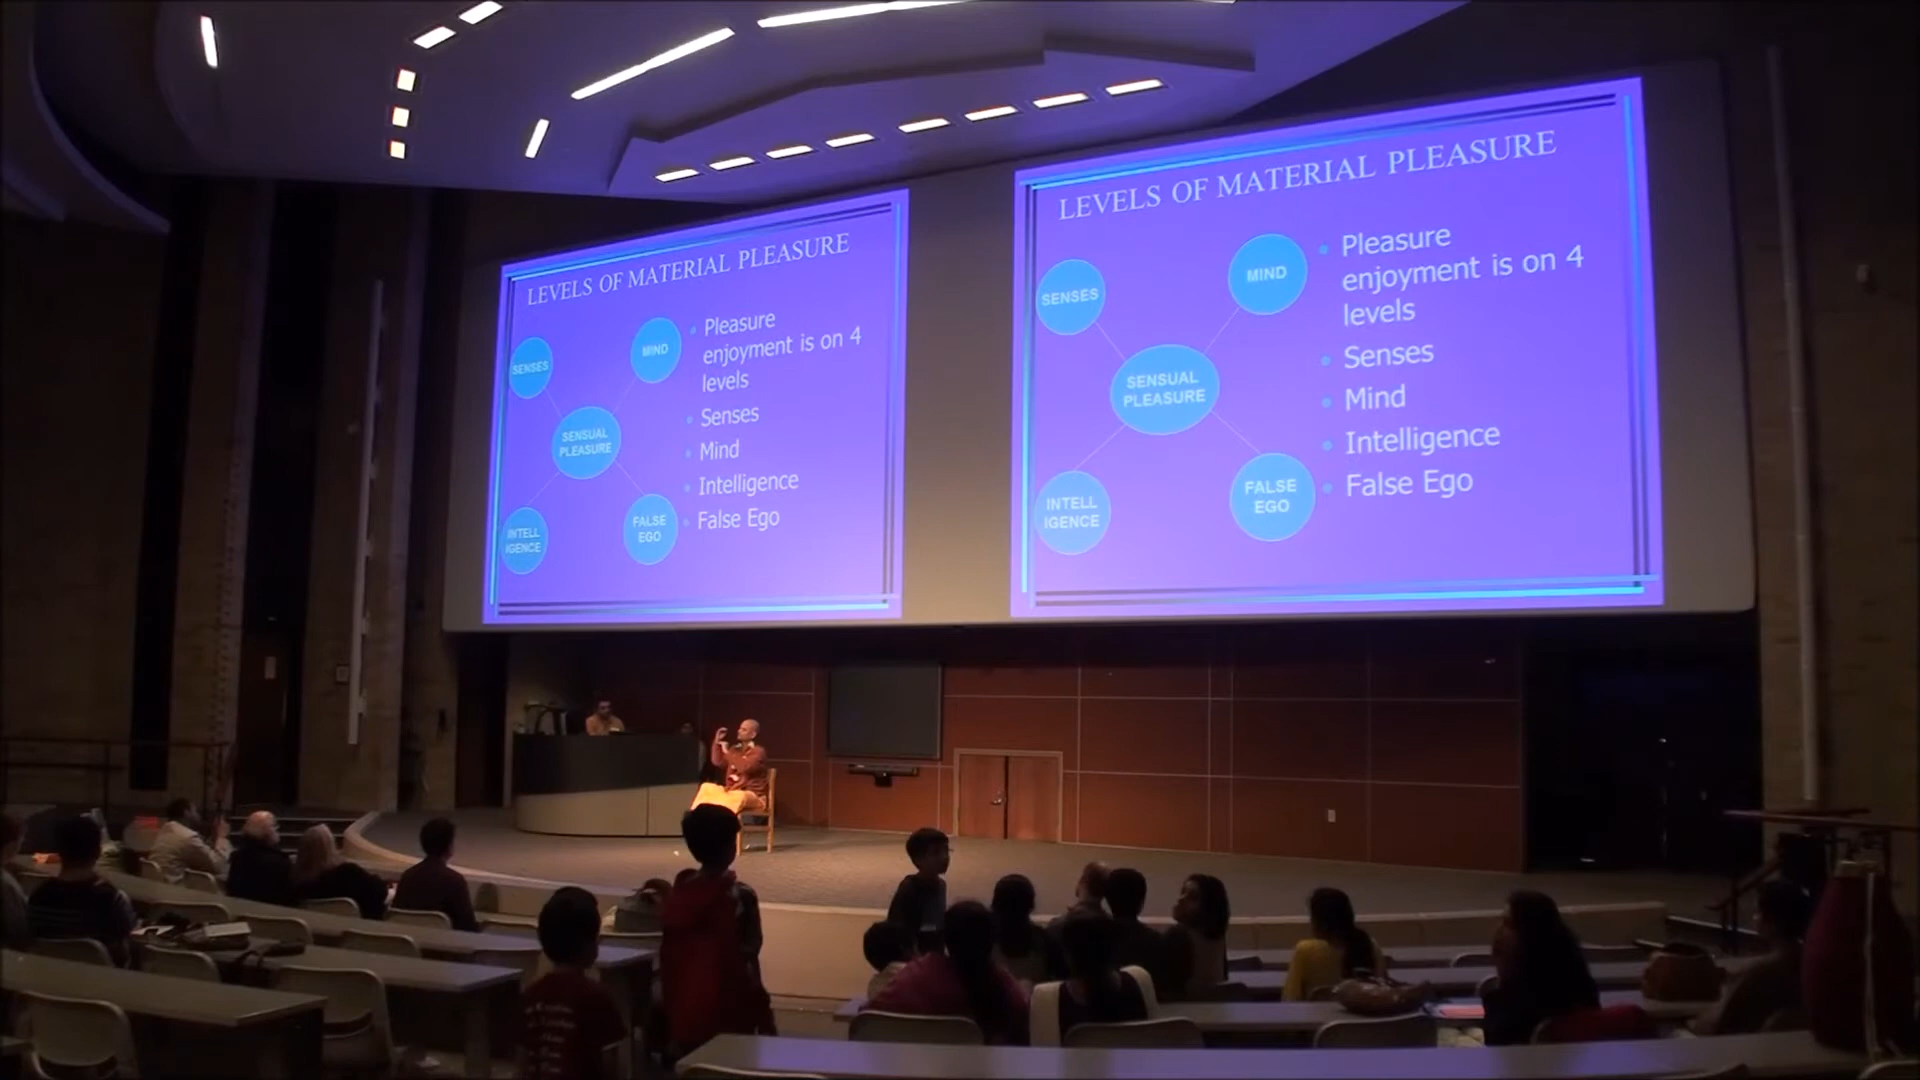 LEVELS OF MATERIAL PLEASURE
SENSES
MIND
SENSUAL
PLEASURE
INTELL
IGENCE
FALSE
EGO
Pleasure
enjoyment is on 4
levels
Senses
Mind
Intelligence
False Ego
LEVELS OF MATERIAL PLEASURE
SENSES
MIND
SENSUAL
PLEASURE
INTELL
IGENCE
FALSE
EGO
Pleasure
enjoyment is on 4
levels
Senses
Mind
Intelligence
False Ego